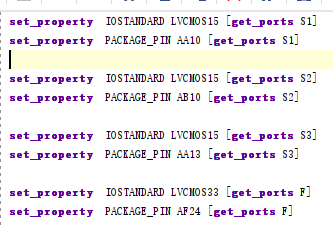 set_property IOSTANDARD LVCMOS15 [get_ports S1]
set_property PACKAGE_PIN AA10 [get_ports S1]
set_property IOSTANDARD LVCMOS15 [get_ports S2]
set_property PACKAGE_PIN AB10 [get_ports S2]
set_property IOSTANDARD LVCMOS15 [get_ports S3]
set_property PACKAGE_PIN AA13 [get_ports S3]
set_property IOSTANDARD LVCMOS33 [get_ports F]
set_property PACKAGE_PIN AF24 [get_ports F]